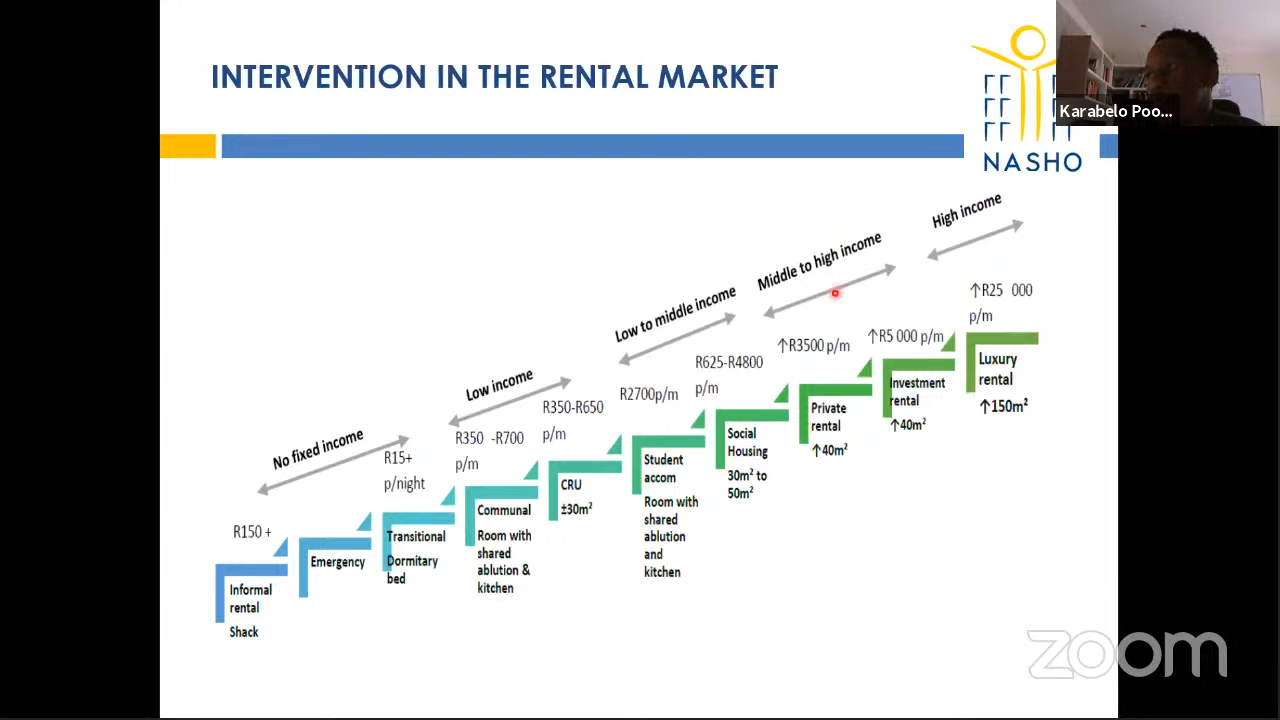 INTERVENTION IN THE RENTAL MARKET
Karabelo Poo...
NASHO
High income
Middle to high income
Low to middle income
Low income
No fixed income
↑R25 000
p/m
↑R5 000 p/m
↑R3500 p/m
R625-R4800
p/m
R2700p/m
R350-R650
p/m
R350 -R700
p/m
R15+
p/night
R150 +
Informal
rental
Shack
Emergency
Transitional
Dormitary
bed
Communal
Room with
shared
ablution &
kitchen
CRU
±30m²
Student
accom
Room with
shared
ablution
and
kitchen
Social
Housing
30m² to
50m²
Private
rental
↑40m²
Investment
rental
↑40m²
Luxury
rental
↑150m²
zoom